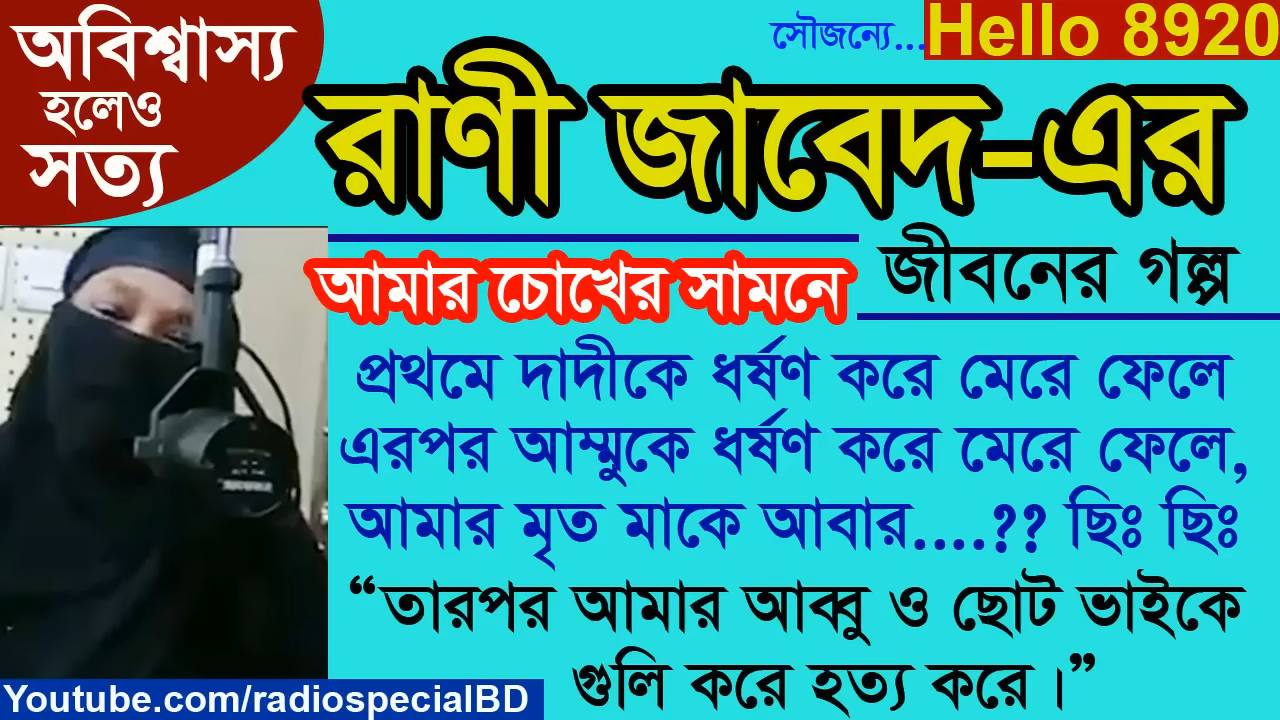 অবিশ্বাস্য
হলেও
সত্য
সৌজন্যে...Hello 8920
রাণী জাবেদ-এর
জীবনের গল্প
আমার চোখের সামনে
প্রথমে দাদীকে ধর্ষণ করে মেরে ফেলে
এরপর আম্মুকে ধর্ষণ করে মেরে ফেলে,
আমার মৃত মাকে আবার....?? ছিঃ ছিঃ
“তারপর আমার আব্বু ও ছোট ভাইকে
গুলি করে হত্য করে।”
Youtube.com/radiospecialBD